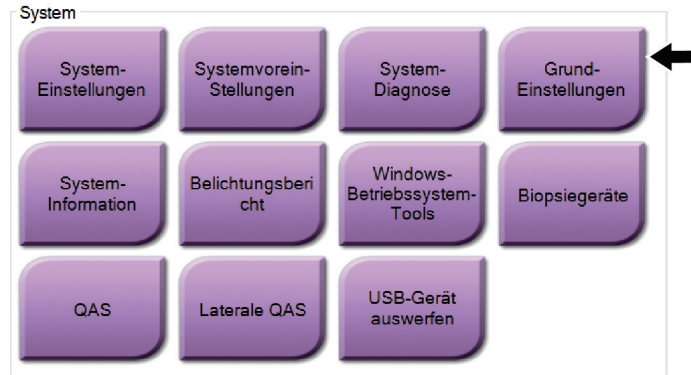 System
System-
Einstellungen
Systemvorein-
Stellungen
System-
Diagnose
Grund-
Einstellungen
System-
Information
Belichtungsberi
cht
Windows-
Betriebssystem-
Tools
Biopsiegeräte
QAS
Laterale QAS
USB-Gerät
auswerfen